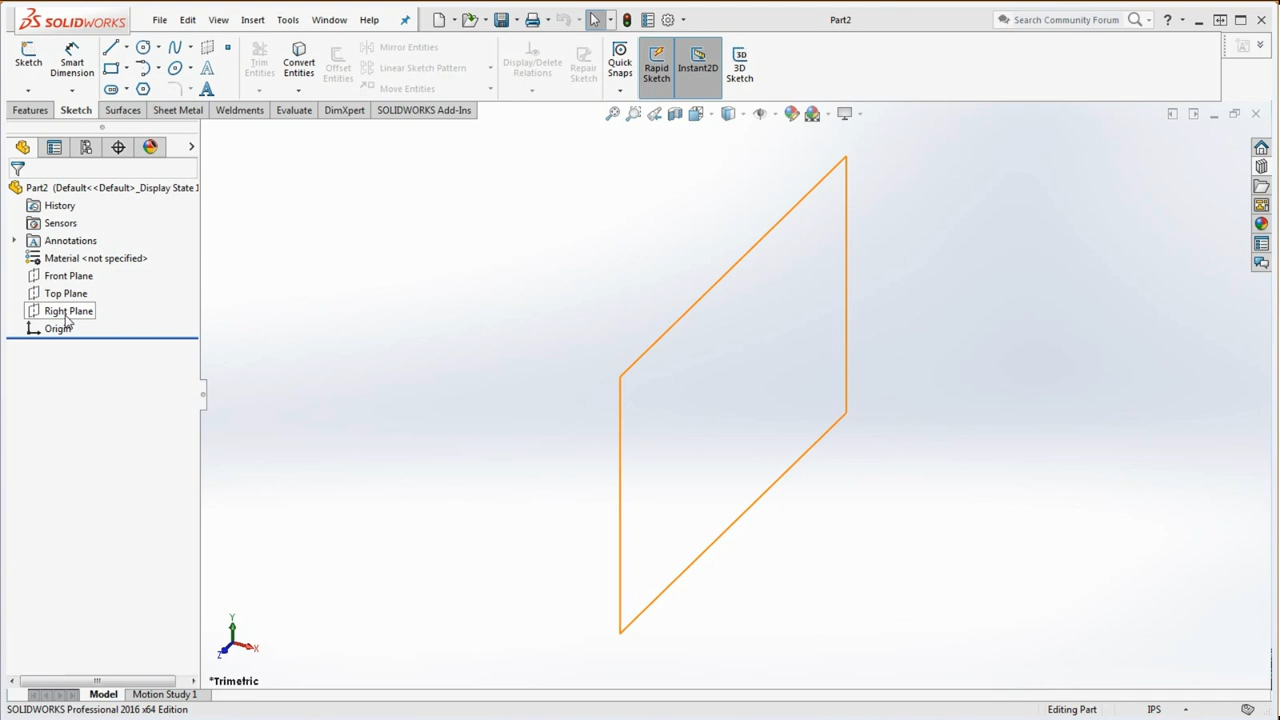 SOLIDWORKS File Edit View Insert Tools Window Help Part2 Search Community Forum
Sketch Smart Dimension Trim Entities Convert Entities Offset Entities Mirror Entities Linear Sketch Pattern Move Entities Display/Delete Relations Repair Sketch Quick Snaps Rapid Sketch Instant2D 3D Sketch
Features Sketch Surfaces Sheet Metal Weldments Evaluate DimXpert SOLIDWORKS Add-Ins
Part2 (Default<<Default>_Display State 1
History
Sensors
Annotations
Material <not specified>
Front Plane
Top Plane
Right Plane
Origin
Y
X
Z
*Trimetric
Model Motion Study 1
SOLIDWORKS Professional 2016 x64 Edition Editing Part IPS